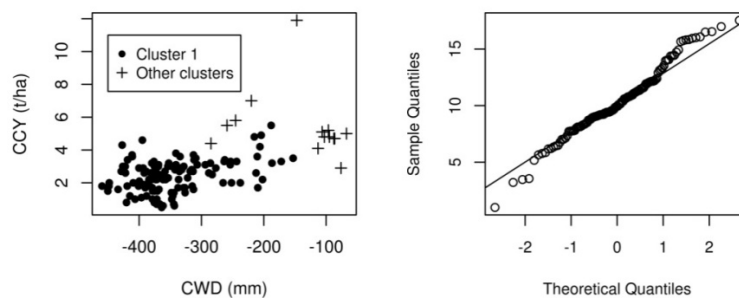 CCY (t/ha)
12
10
8
6
4
2
Cluster 1
Other clusters
-400 -300 -200 -100
CWD (mm)
Sample Quantiles
15
10
5
-2 -1 0 1 2
Theoretical Quantiles